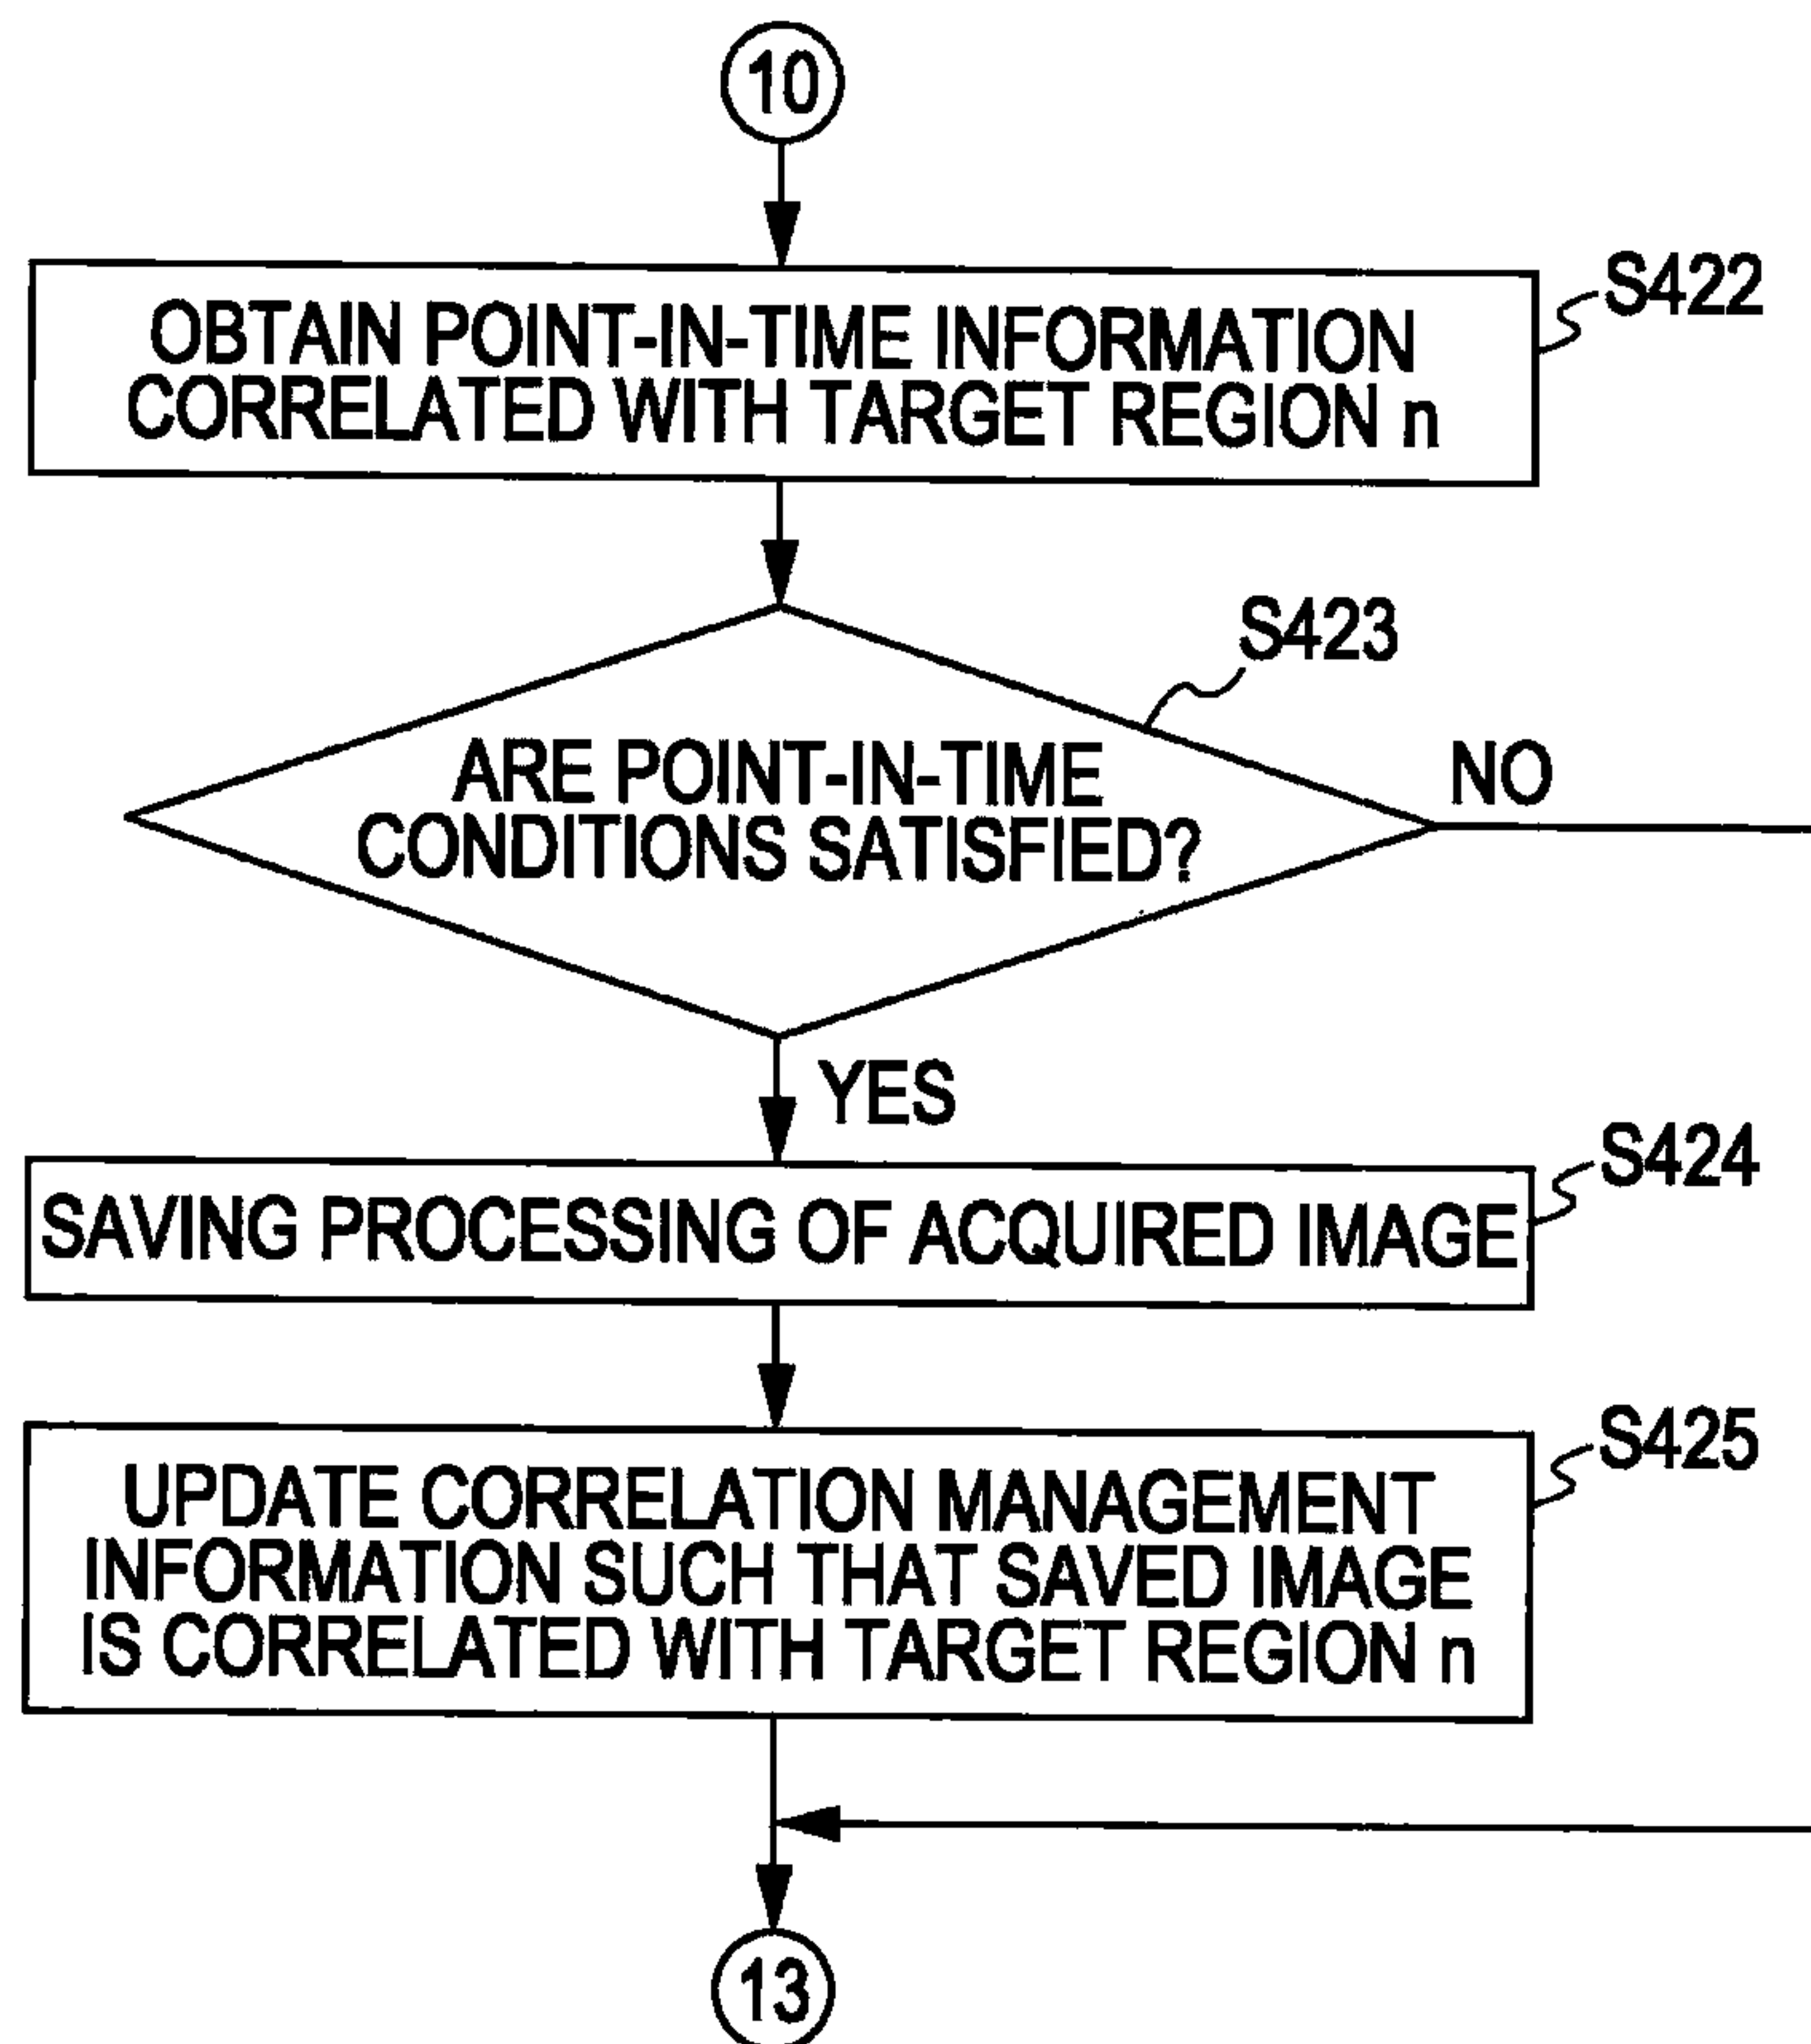 10
OBTAIN POINT-IN-TIME INFORMATION
CORRELATED WITH TARGET REGION n
S422
S423
ARE POINT-IN-TIME
CONDITIONS SATISFIED?
NO
YES
S424
SAVING PROCESSING OF ACQUIRED IMAGE
S425
UPDATE CORRELATION MANAGEMENT
INFORMATION SUCH THAT SAVED IMAGE
IS CORRELATED WITH TARGET REGION n
13